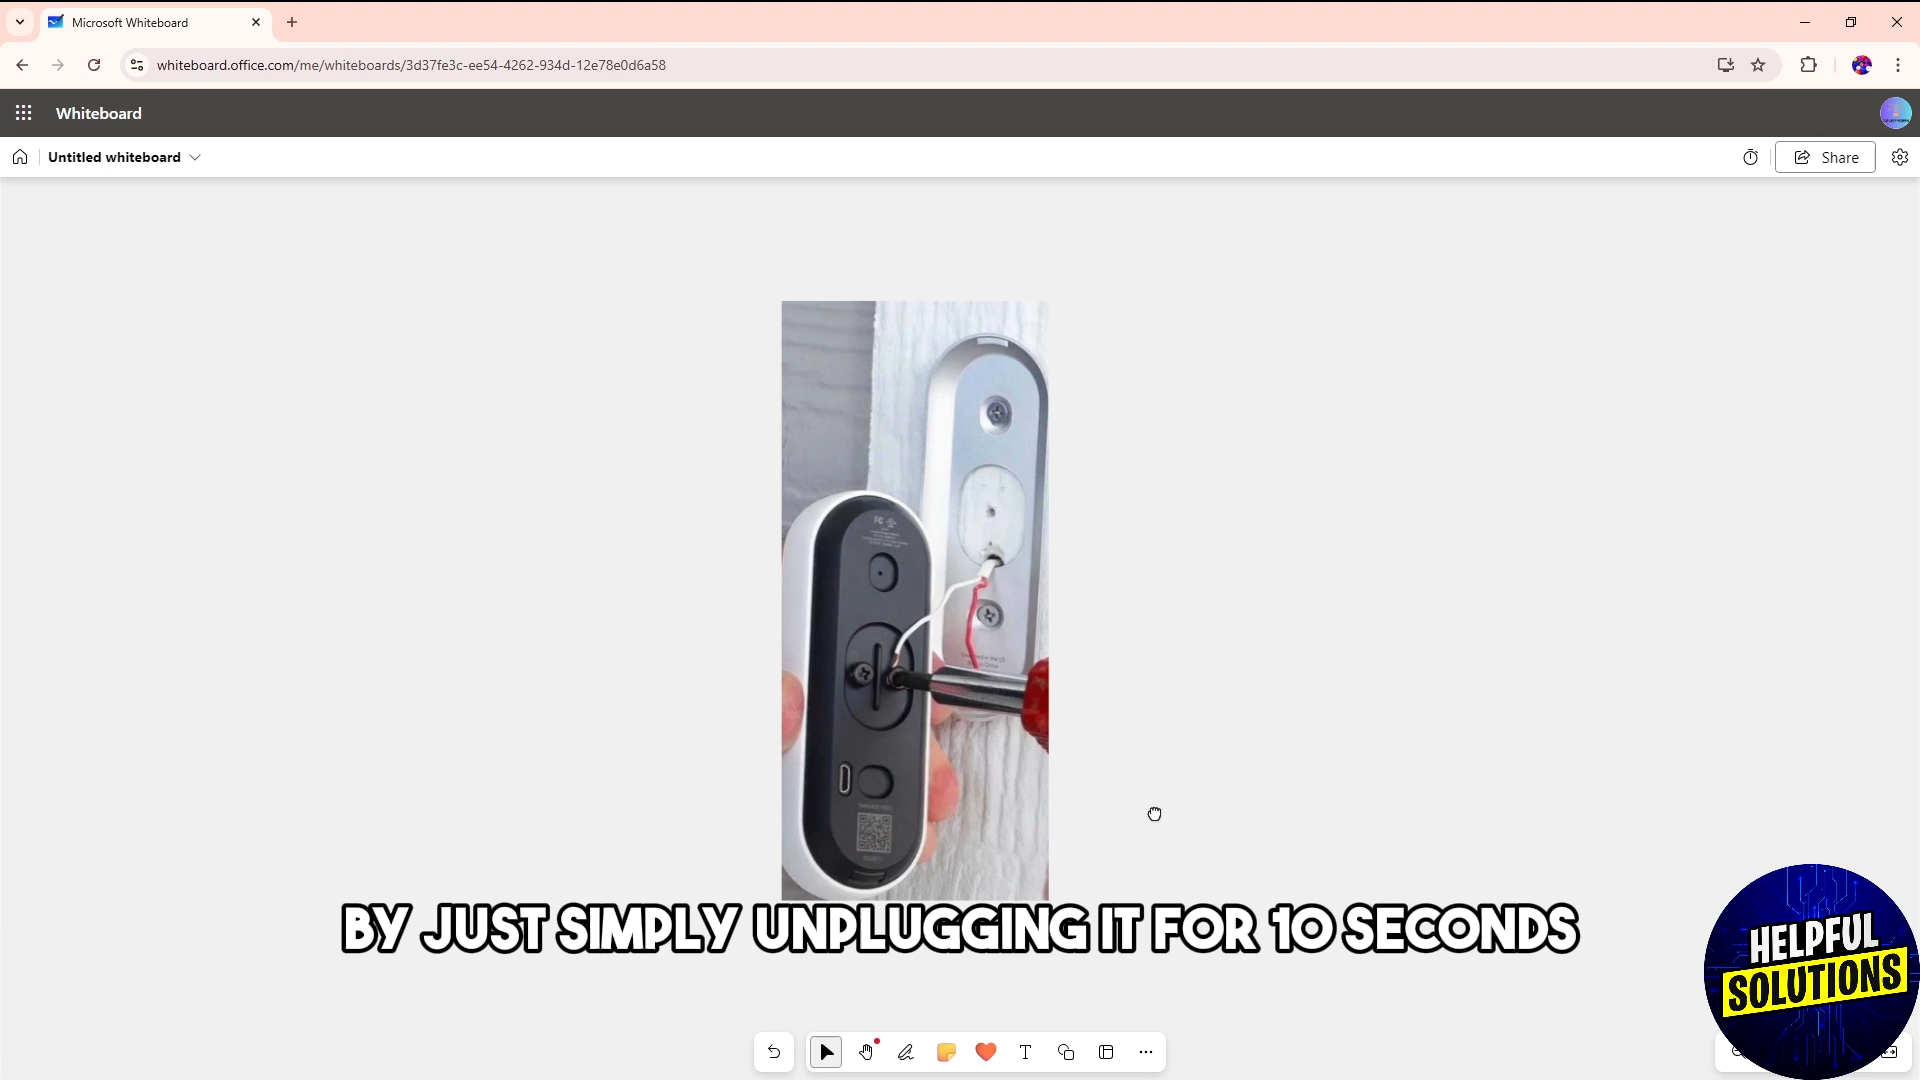 Microsoft Whiteboard
whiteboard.office.com/me/whiteboards/3d37fe3c-ee54-4262-934d-12e78e0d6a58
Whiteboard
Untitled whiteboard
Share
FC
BY JUST SIMPLY UNPLUGGING IT FOR 10 SECONDS
HELPFUL
SOLUTIONS